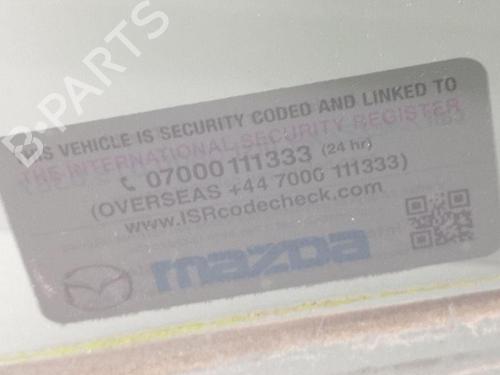 B-PARTS
THIS VEHICLE IS SECURITY CODED AND LINKED TO
THE INTERNATIONAL SECURITY REGISTER
07000 111333 (24 hr)
(OVERSEAS +44 7000 111333)
www.ISRcodecheck.com
mazda